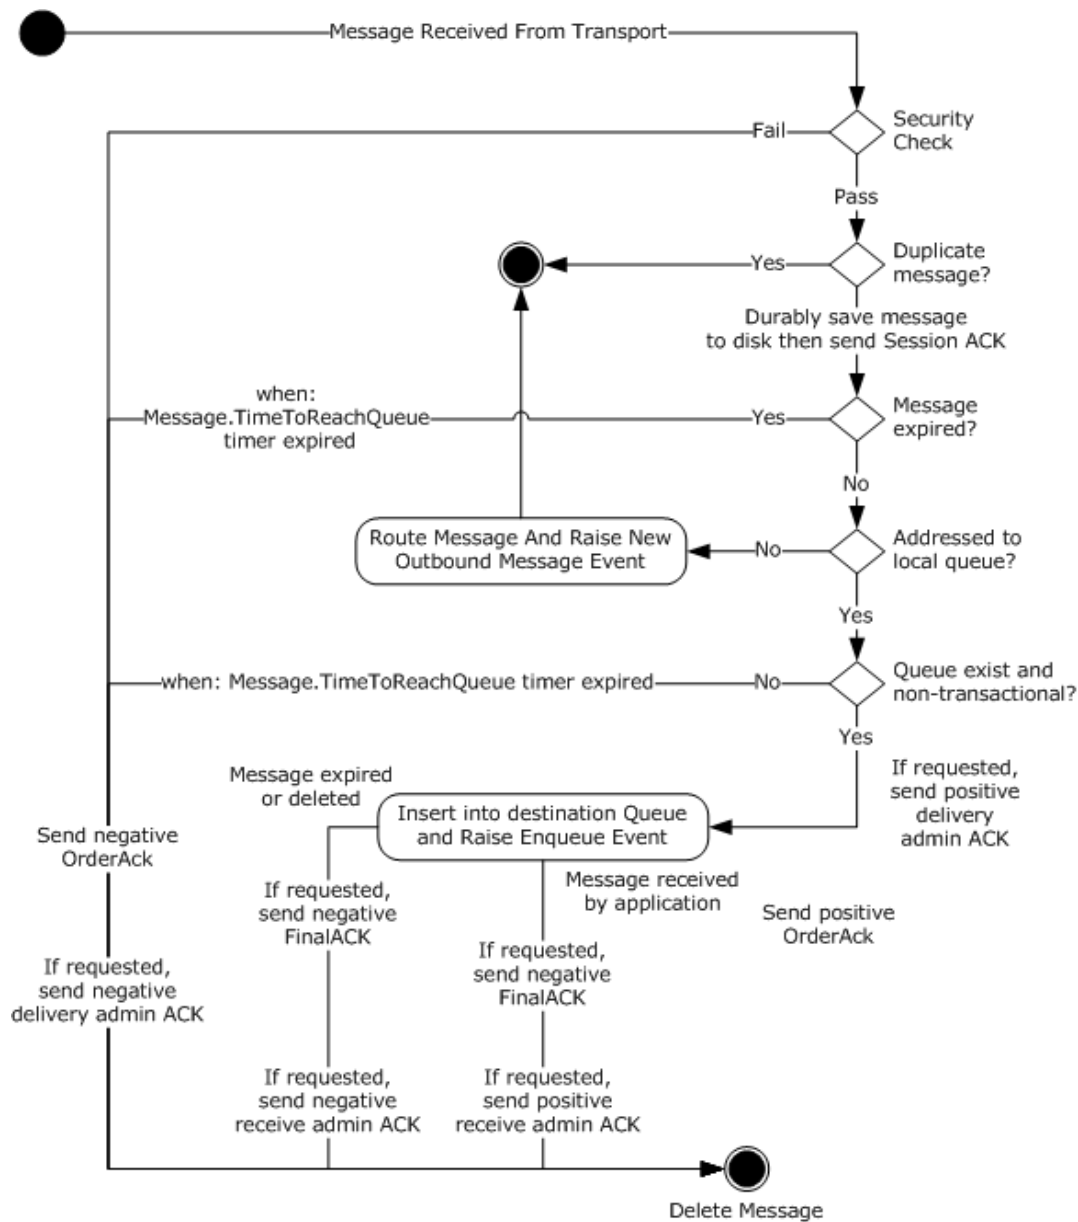 Message Received From Transport
Security
Check
Fail
Pass
Duplicate
message?
Yes
Durably save message
to disk then send Session ACK
when:
Message.TimeToReachQueue
timer expired
Yes
Message
expired?
No
Route Message And Raise New
Outbound Message Event
No
Addressed to
local queue?
Yes
when: Message.TimeToReachQueue timer expired
No
Queue exist and
non-transactional?
Yes
If requested,
send positive
delivery
admin ACK
Message expired
or deleted
Insert into destination Queue
and Raise Enqueue Event
Send negative
OrderAck
If requested,
send negative
FinalACK
Message received
by application
Send positive
OrderAck
If requested,
send negative
FinalACK
If requested,
send negative
delivery admin ACK
If requested,
send negative
receive admin ACK
If requested,
send positive
receive admin ACK
Delete Message